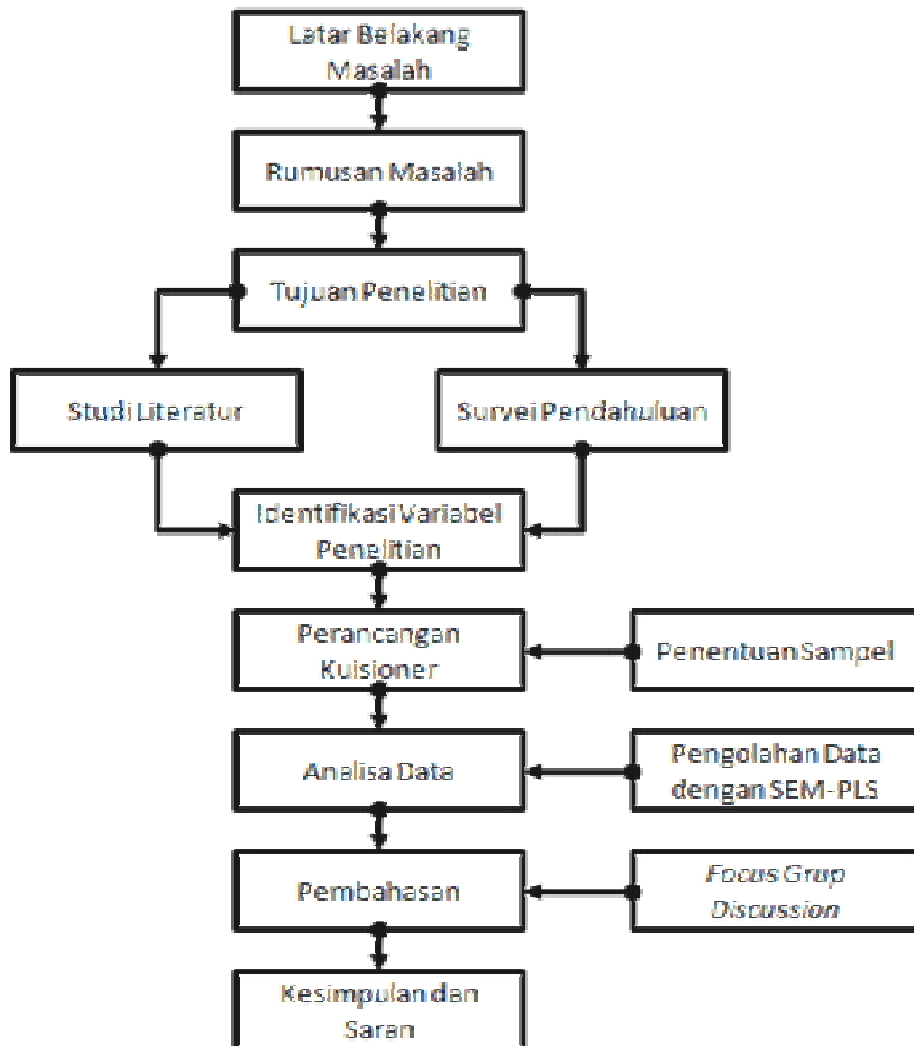 Latar Belakang
Masalah
Rumusan Masalah
Tujuan Penelitian
Studi Literatur
Survei Pendahuluan
Identifikasi Variabel
Penelitian
Perancangan
Kuisioner
Penentuan Sampel
Analisa Data
Pengolahan Data
dengan SEM-PLS
Pembahasan
Focus Grup
Discussion
Kesimpulan dan
Saran